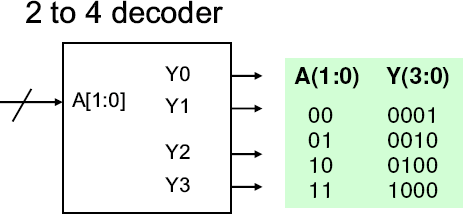 2 to 4 decoder
A[1:0]
Y0
Y1
Y2
Y3
A(1:0) Y(3:0)
00 0001
01 0010
10 0100
11 1000